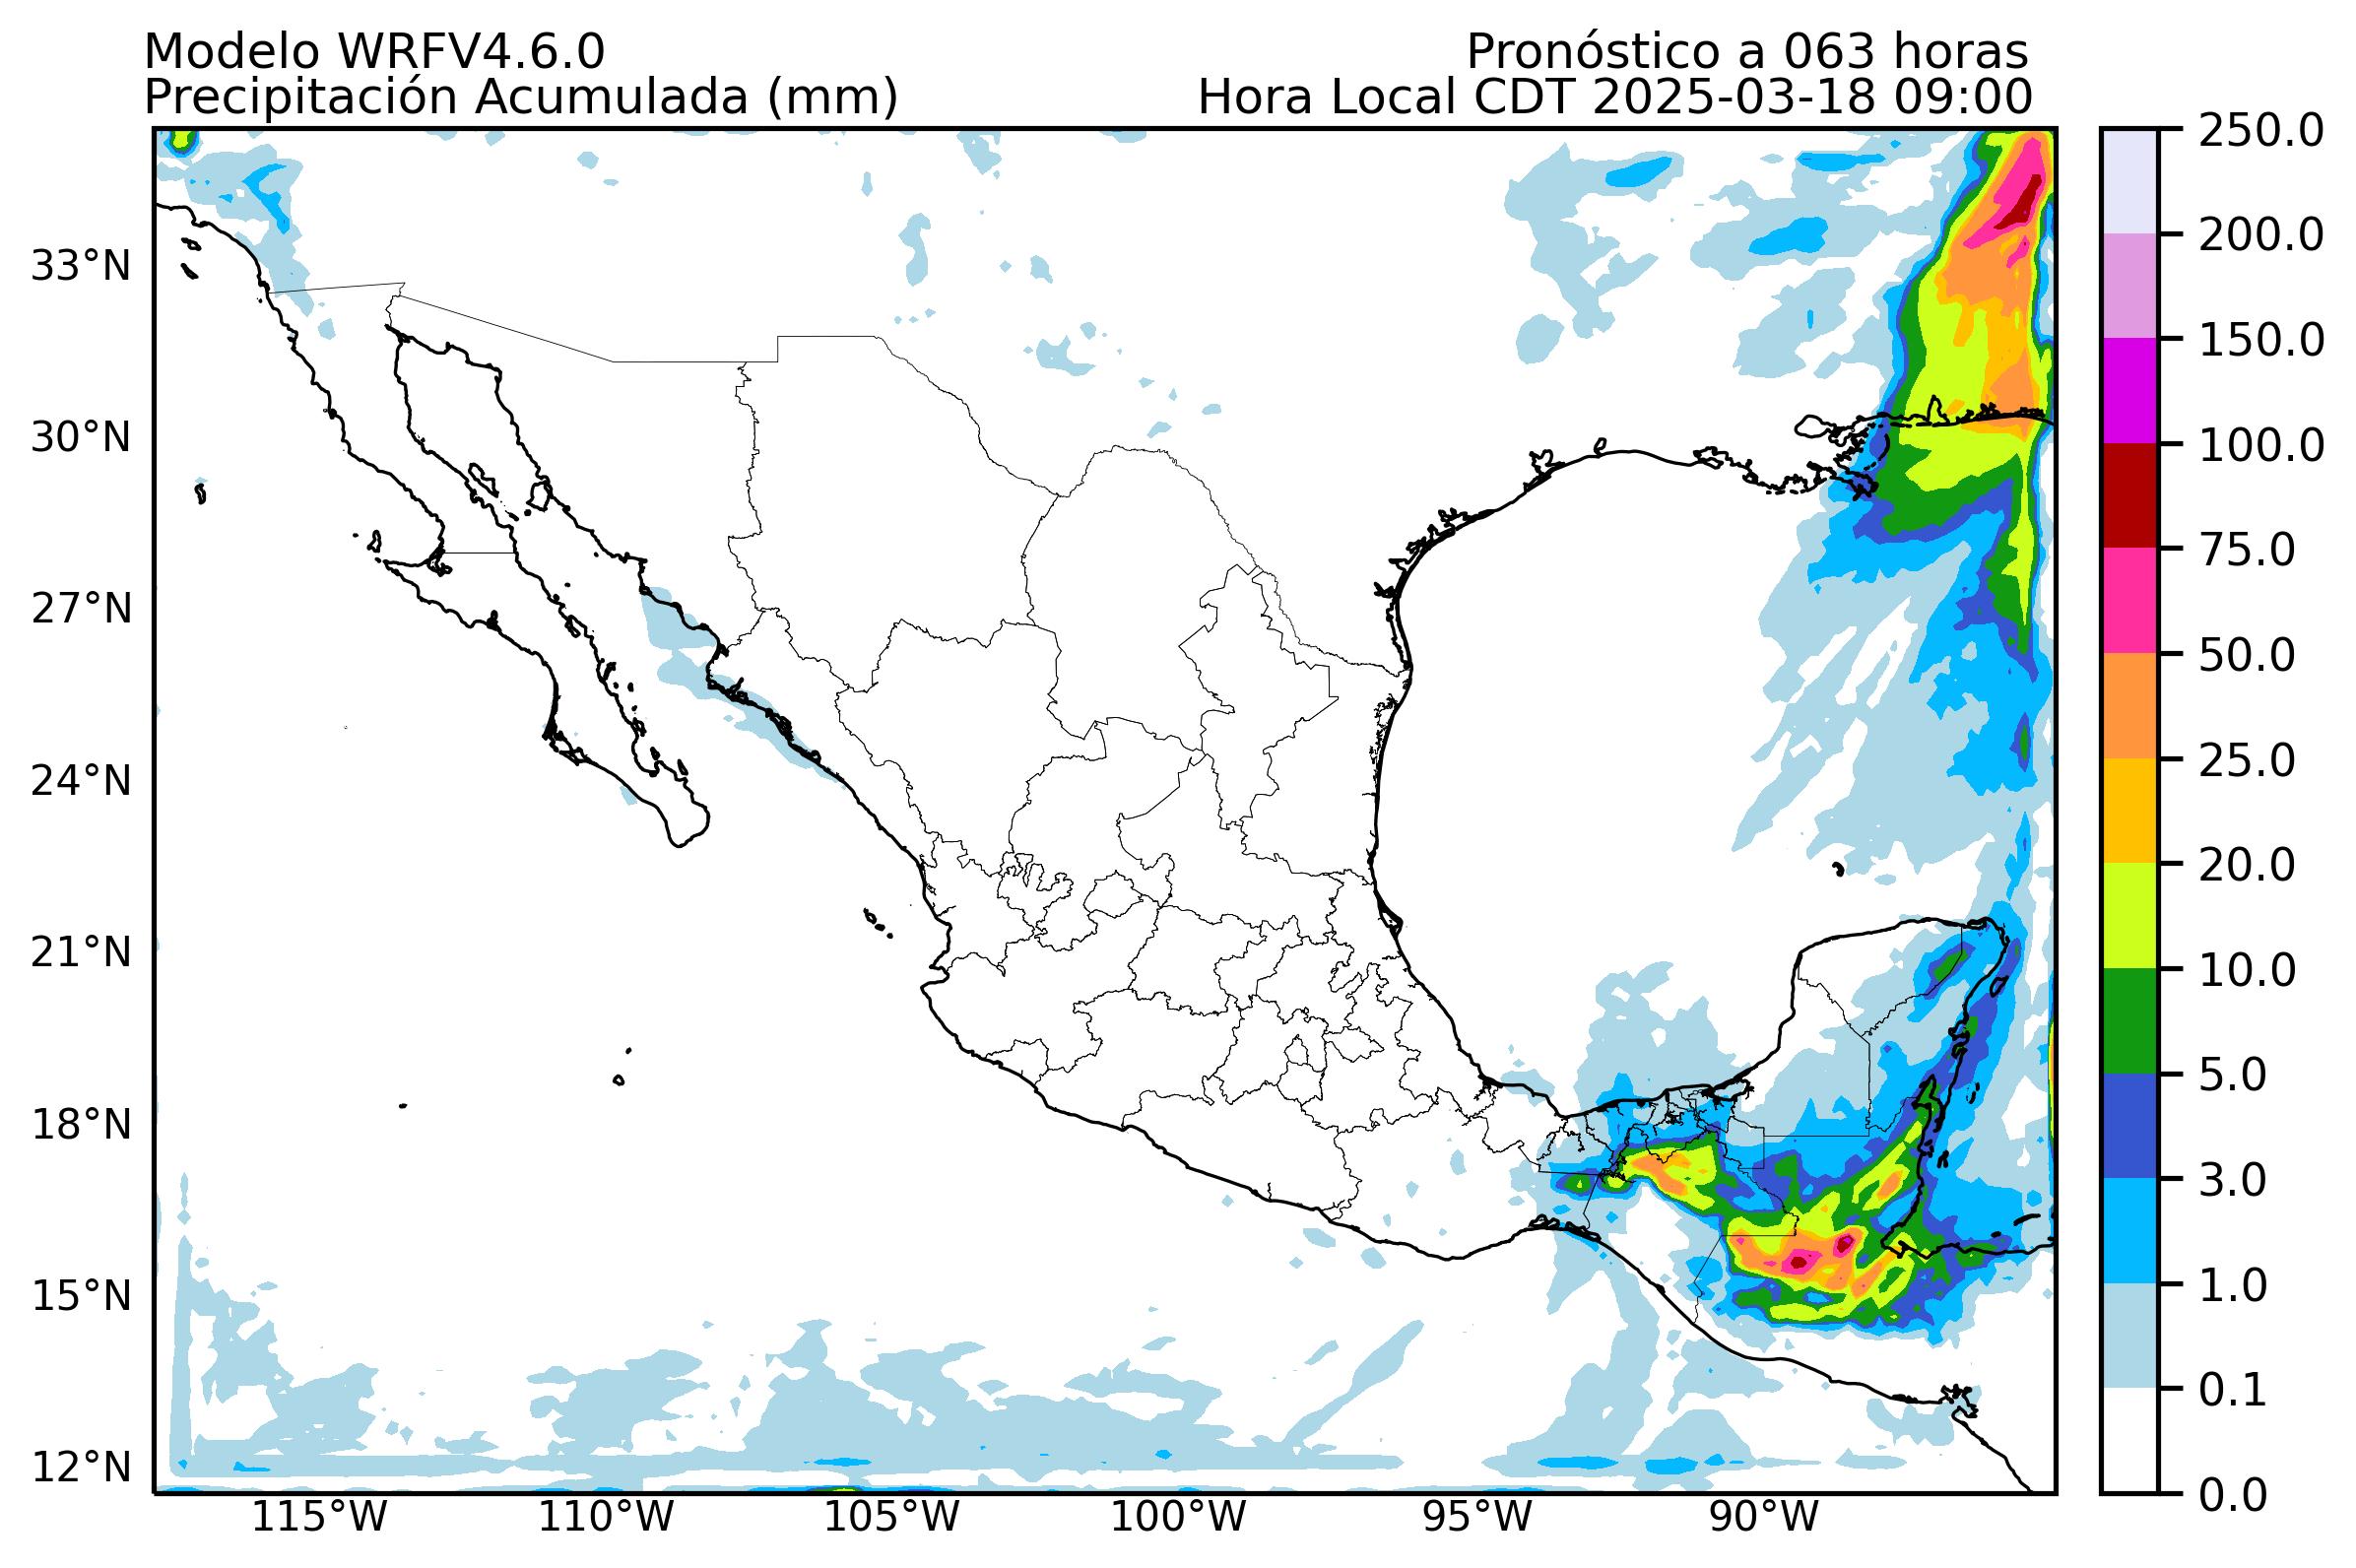 Modelo WRFV4.6.0
Pronóstico a 063 horas
Precipitación Acumulada (mm)
Hora Local CDT 2025-03-18 09:00
33°N
30°N
27°N
24°N
21°N
18°N
15°N
12°N
115°W
110°W
105°W
100°W
95°W
90°W
250.0
200.0
150.0
100.0
75.0
50.0
25.0
20.0
10.0
5.0
3.0
1.0
0.1
0.0